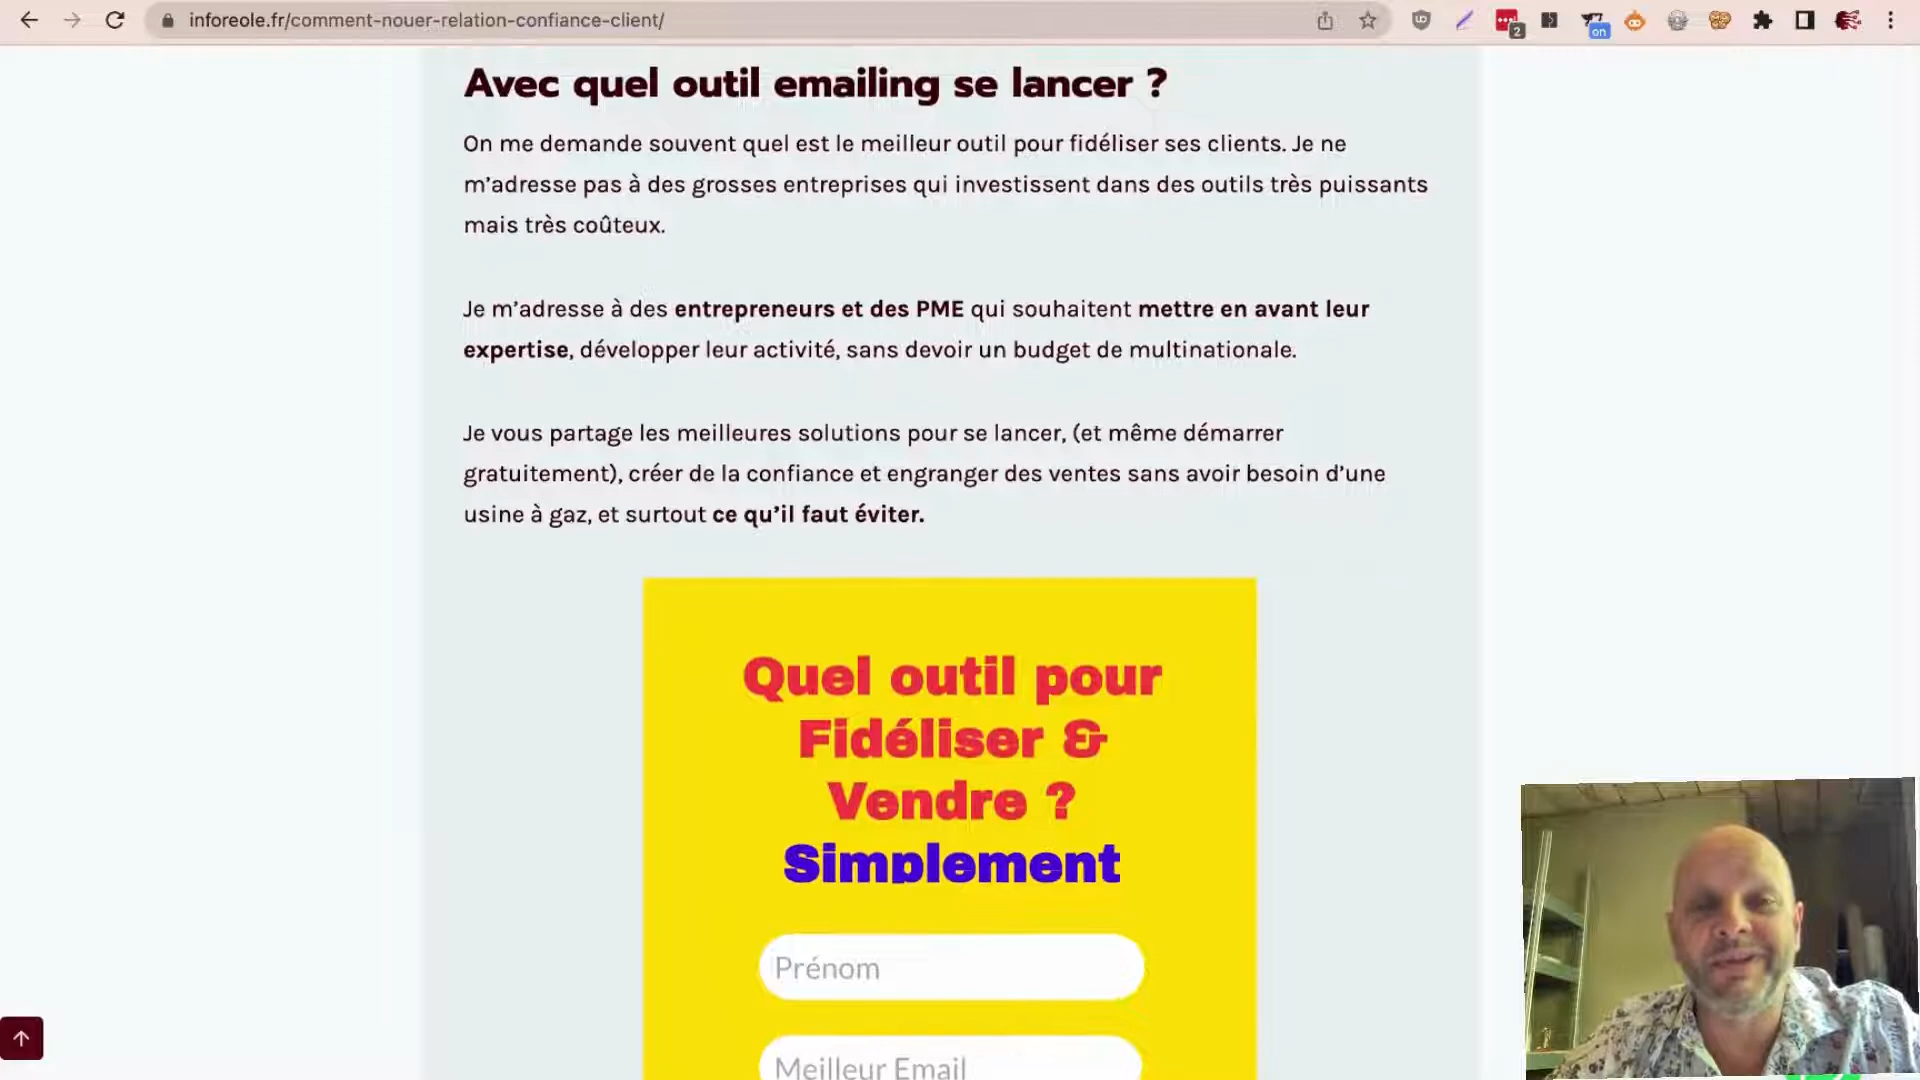 inforeole.fr/comment-nouer-relation-confiance-client/
2
on
Avec quel outil emailing se lancer ?
On me demande souvent quel est le meilleur outil pour fidéliser ses clients. Je ne
m’adresse pas à des grosses entreprises qui investissent dans des outils très puissants
mais très coûteux.
Je m’adresse à des entrepreneurs et des PME qui souhaitent mettre en avant leur
expertise, développer leur activité, sans devoir un budget de multinationale.
Je vous partage les meilleures solutions pour se lancer, (et même démarrer
gratuitement), créer de la confiance et engranger des ventes sans avoir besoin d’une
usine à gaz, et surtout ce qu’il faut éviter.
Quel outil pour
Fidéliser &
Vendre ?
Simplement
Prénom
Meilleur Email